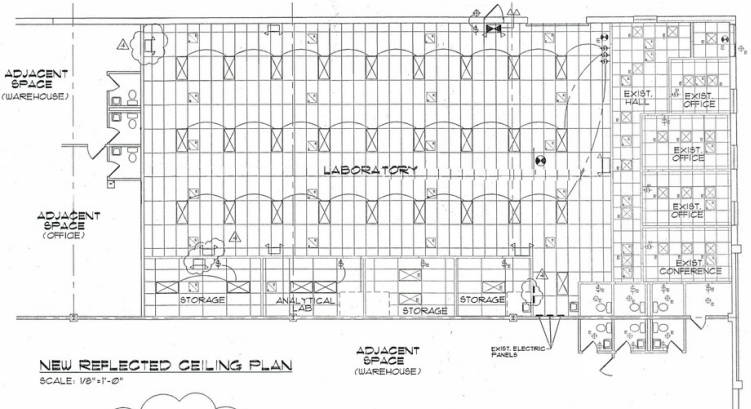 ADJACENT
SPACE
(WAREHOUSE)
EXIST.
HALL
EXIST.
OFFICE
EXIST.
OFFICE
LABORATORY
EXIST.
OFFICE
ADJACENT
SPACE
(OFFICE)
EXIST.
CONFERENCE
STORAGE
ANALYTICAL
LAB
STORAGE
STORAGE
EXIST. ELECTRIC
PANELS
ADJACENT
SPACE
(WAREHOUSE)
NEW REFLECTED CEILING PLAN
SCALE: 1/8"=1'-0"